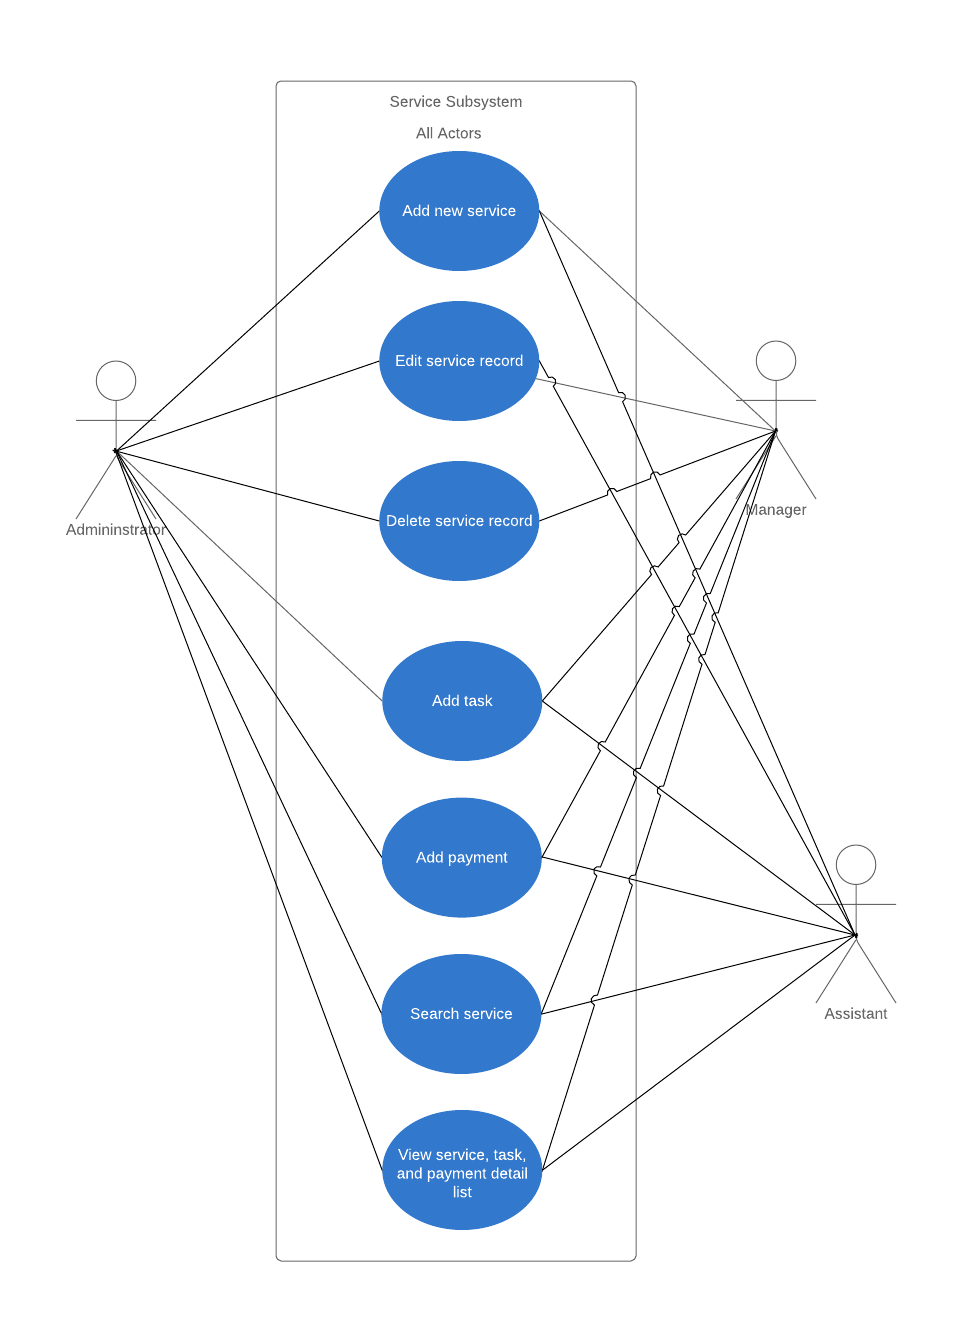 Service Subsystem
All Actors
Add new service
Edit service record
Delete service record
Admininstrator
Manager
Add task
Add payment
Search service
Assistant
View service, task,
and payment detail
list